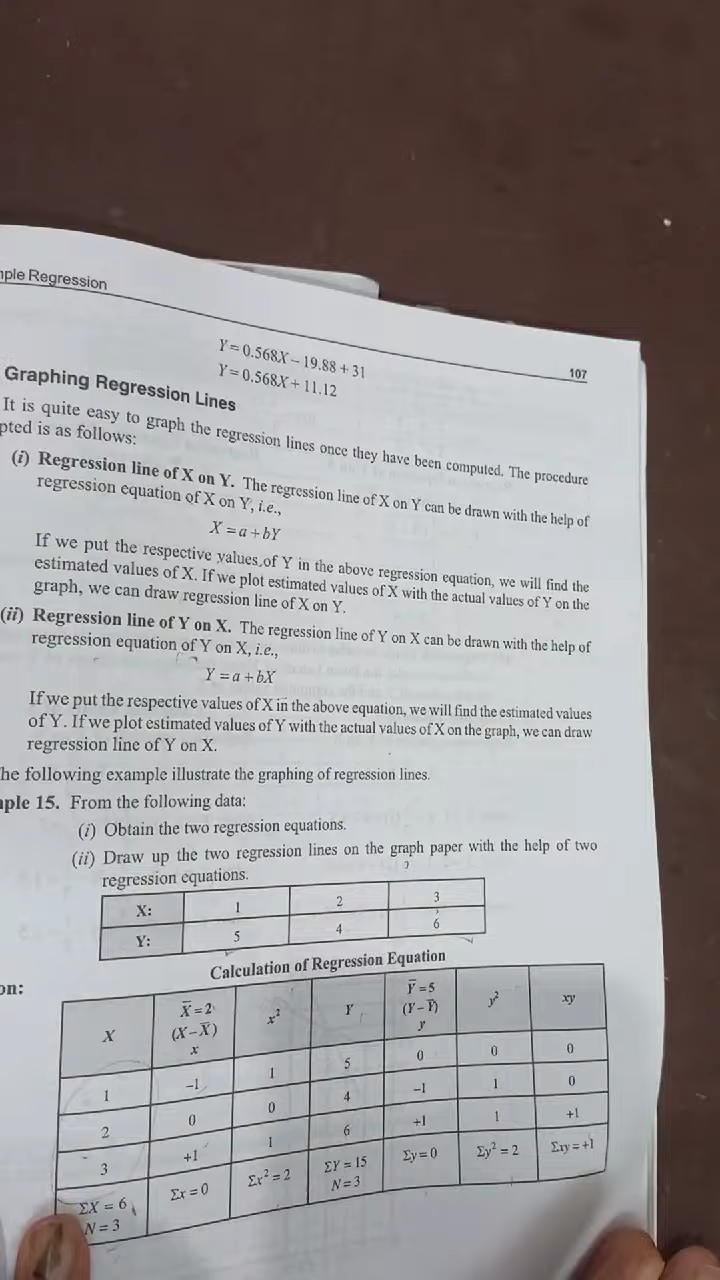 mple Regression
107
Y = 0.568X – 19.88 + 31
Y = 0.568X + 11.12
Graphing Regression Lines
It is quite easy to graph the regression lines once they have been computed. The procedure
pted is as follows:
(i) Regression line of X on Y. The regression line of X on Y can be drawn with the help of
regression equation of X on Y, i.e.,
X = a + bY
If we put the respective values of Y in the above regression equation, we will find the
estimated values of X. If we plot estimated values of X with the actual values of Y on the
graph, we can draw regression line of X on Y.
(ii) Regression line of Y on X. The regression line of Y on X can be drawn with the help of
regression equation of Y on X, i.e.,
Y = a + bX
If we put the respective values of X in the above equation, we will find the estimated values
of Y. If we plot estimated values of Y with the actual values of X on the graph, we can draw
regression line of Y on X.
he following example illustrate the graphing of regression lines.
mple 15. From the following data:
(i) Obtain the two regression equations.
(ii) Draw up the two regression lines on the graph paper with the help of two
regression equations.
X: 1 2 3
Y: 5 4 6
on:
Calculation of Regression Equation
X X̄ = 2 (X – X̄) x x² Y Ȳ = 5 (Y – Ȳ) y y² xy
1 –1 1 5 0 0 0
2 0 0 4 –1 1 0
3 +1 1 6 +1 1 +1
ΣX = 6 N = 3 Σx = 0 Σx² = 2 ΣY = 15 N = 3 Σy = 0 Σy² = 2 Σxy = +1